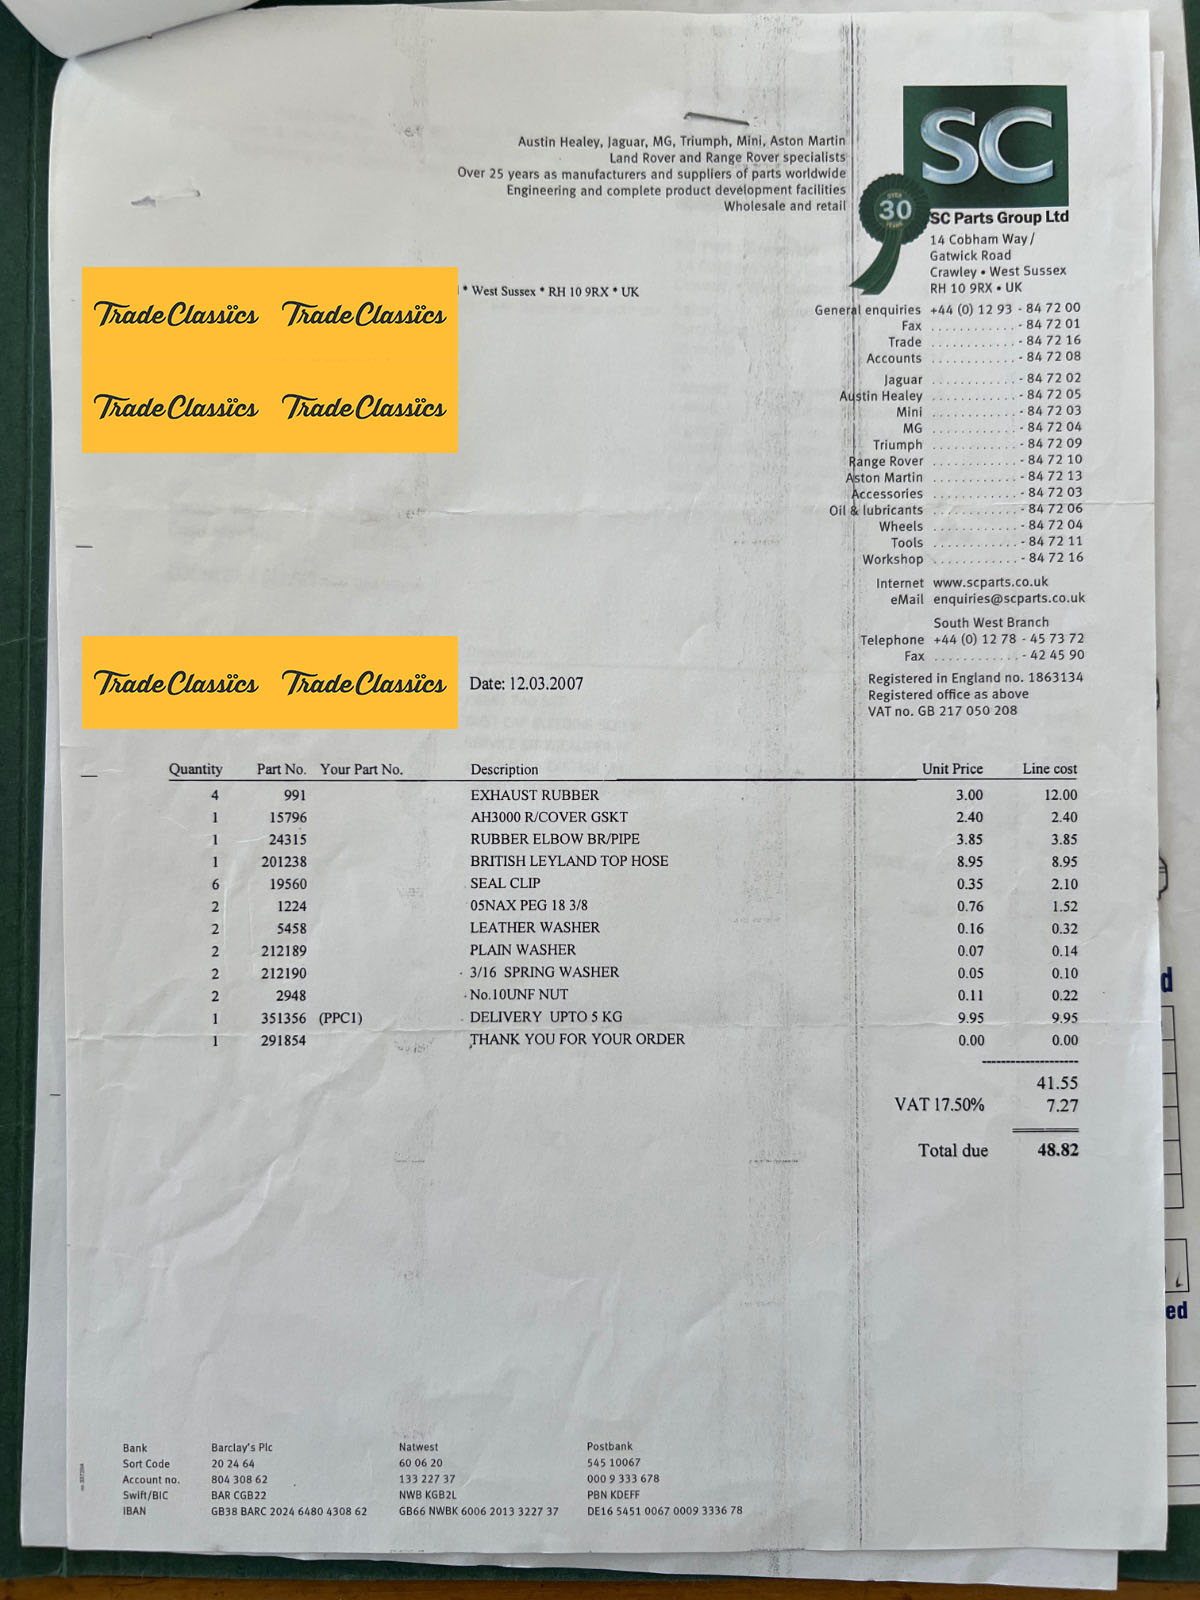 Austin Healey, Jaguar, MG, Triumph, Mini, Aston Martin
Land Rover and Range Rover specialists
Over 25 years as manufacturers and suppliers of parts worldwide
Engineering and complete product development facilities
Wholesale and retail
SC
OVER
30
YEARS
SC Parts Group Ltd
14 Cobham Way /
Gatwick Road
Crawley • West Sussex
RH 10 9RX • UK
* West Sussex * RH 10 9RX * UK
Trade Classics Trade Classics
Trade Classics Trade Classics
General enquiries +44 (0) 12 93 - 84 72 00
Fax ............ - 84 72 01
Trade ............ - 84 72 16
Accounts ............ - 84 72 08
Jaguar ............ - 84 72 02
Austin Healey ............ - 84 72 05
Mini ............ - 84 72 03
MG ............ - 84 72 04
Triumph ............ - 84 72 09
Range Rover ............ - 84 72 10
Aston Martin ............ - 84 72 13
Accessories ............ - 84 72 03
Oil & lubricants ............ - 84 72 06
Wheels ............ - 84 72 04
Tools ............ - 84 72 11
Workshop ............ - 84 72 16
Internet www.scparts.co.uk
eMail enquiries@scparts.co.uk
South West Branch
Telephone +44 (0) 12 78 - 45 73 72
Fax ............ - 42 45 90
Registered in England no. 1863134
Registered office as above
VAT no. GB 217 050 208
Trade Classics Trade Classics
Date: 12.03.2007
Quantity Part No. Your Part No. Description Unit Price Line cost
4 991 EXHAUST RUBBER 3.00 12.00
1 15796 AH3000 R/COVER GSKT 2.40 2.40
1 24315 RUBBER ELBOW BR/PIPE 3.85 3.85
1 201238 BRITISH LEYLAND TOP HOSE 8.95 8.95
6 19560 SEAL CLIP 0.35 2.10
2 1224 05NAX PEG 18 3/8 0.76 1.52
2 5458 LEATHER WASHER 0.16 0.32
2 212189 PLAIN WASHER 0.07 0.14
2 212190 3/16 SPRING WASHER 0.05 0.10
2 2948 No.10UNF NUT 0.11 0.22
1 351356 (PPC1) DELIVERY UPTO 5 KG 9.95 9.95
1 291854 THANK YOU FOR YOUR ORDER 0.00 0.00
41.55
VAT 17.50% 7.27
Total due 48.82
d
ed
Bank Barclay's Plc Natwest Postbank
Sort Code 20 24 64 60 06 20 545 10067
Account no. 804 308 62 133 227 37 000 9 333 678
Swift/BIC BAR CGB22 NWB KGB2L PBN KDEFF
IBAN GB38 BARC 2024 6480 4308 62 GB66 NWBK 6006 2013 3227 37 DE16 5451 0067 0009 3336 78